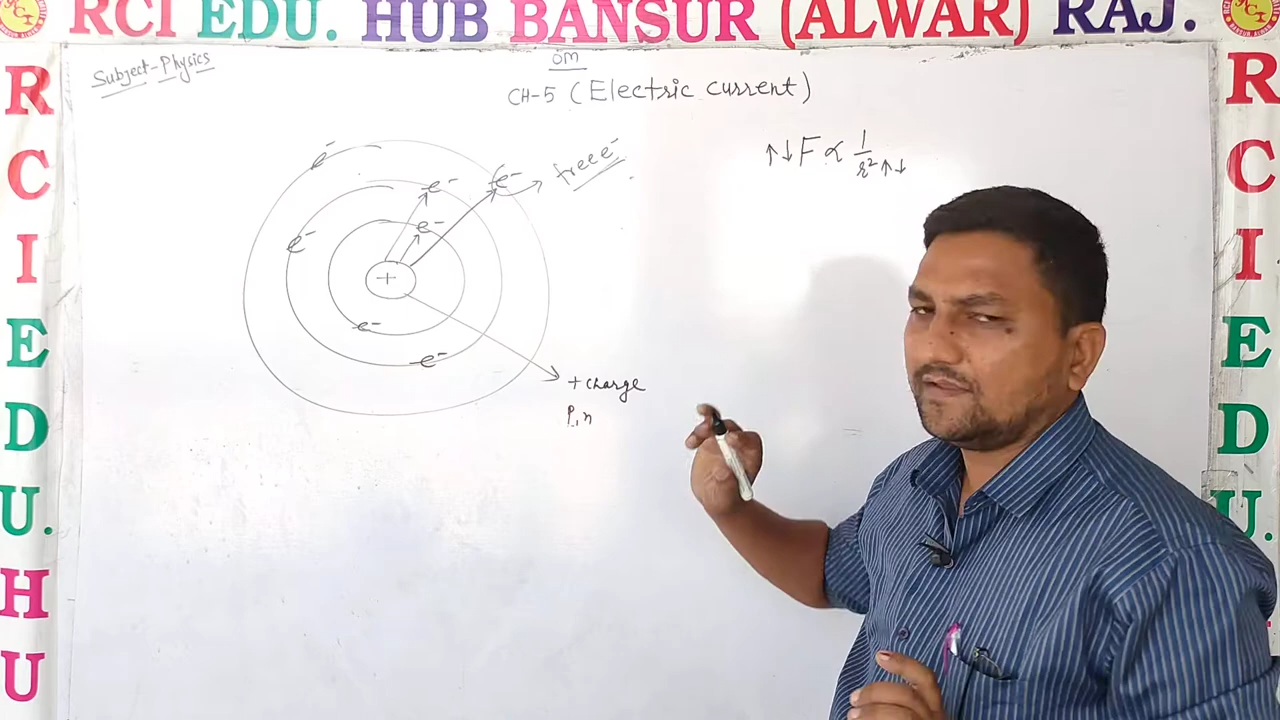 RCI EDU. HUB BANSUR (ALWAR) RAJ.
Subject-Physics
om
CH-5 (Electric current)
↑↓ F ∝ 1/r² ↑↓
e⁻
e⁻
e⁻
free e⁻
e⁻
e⁻
+
e⁻
e⁻
+ charge
P, n
R
C
I
E
D
U.
H
U
R
C
I
E
D
U.